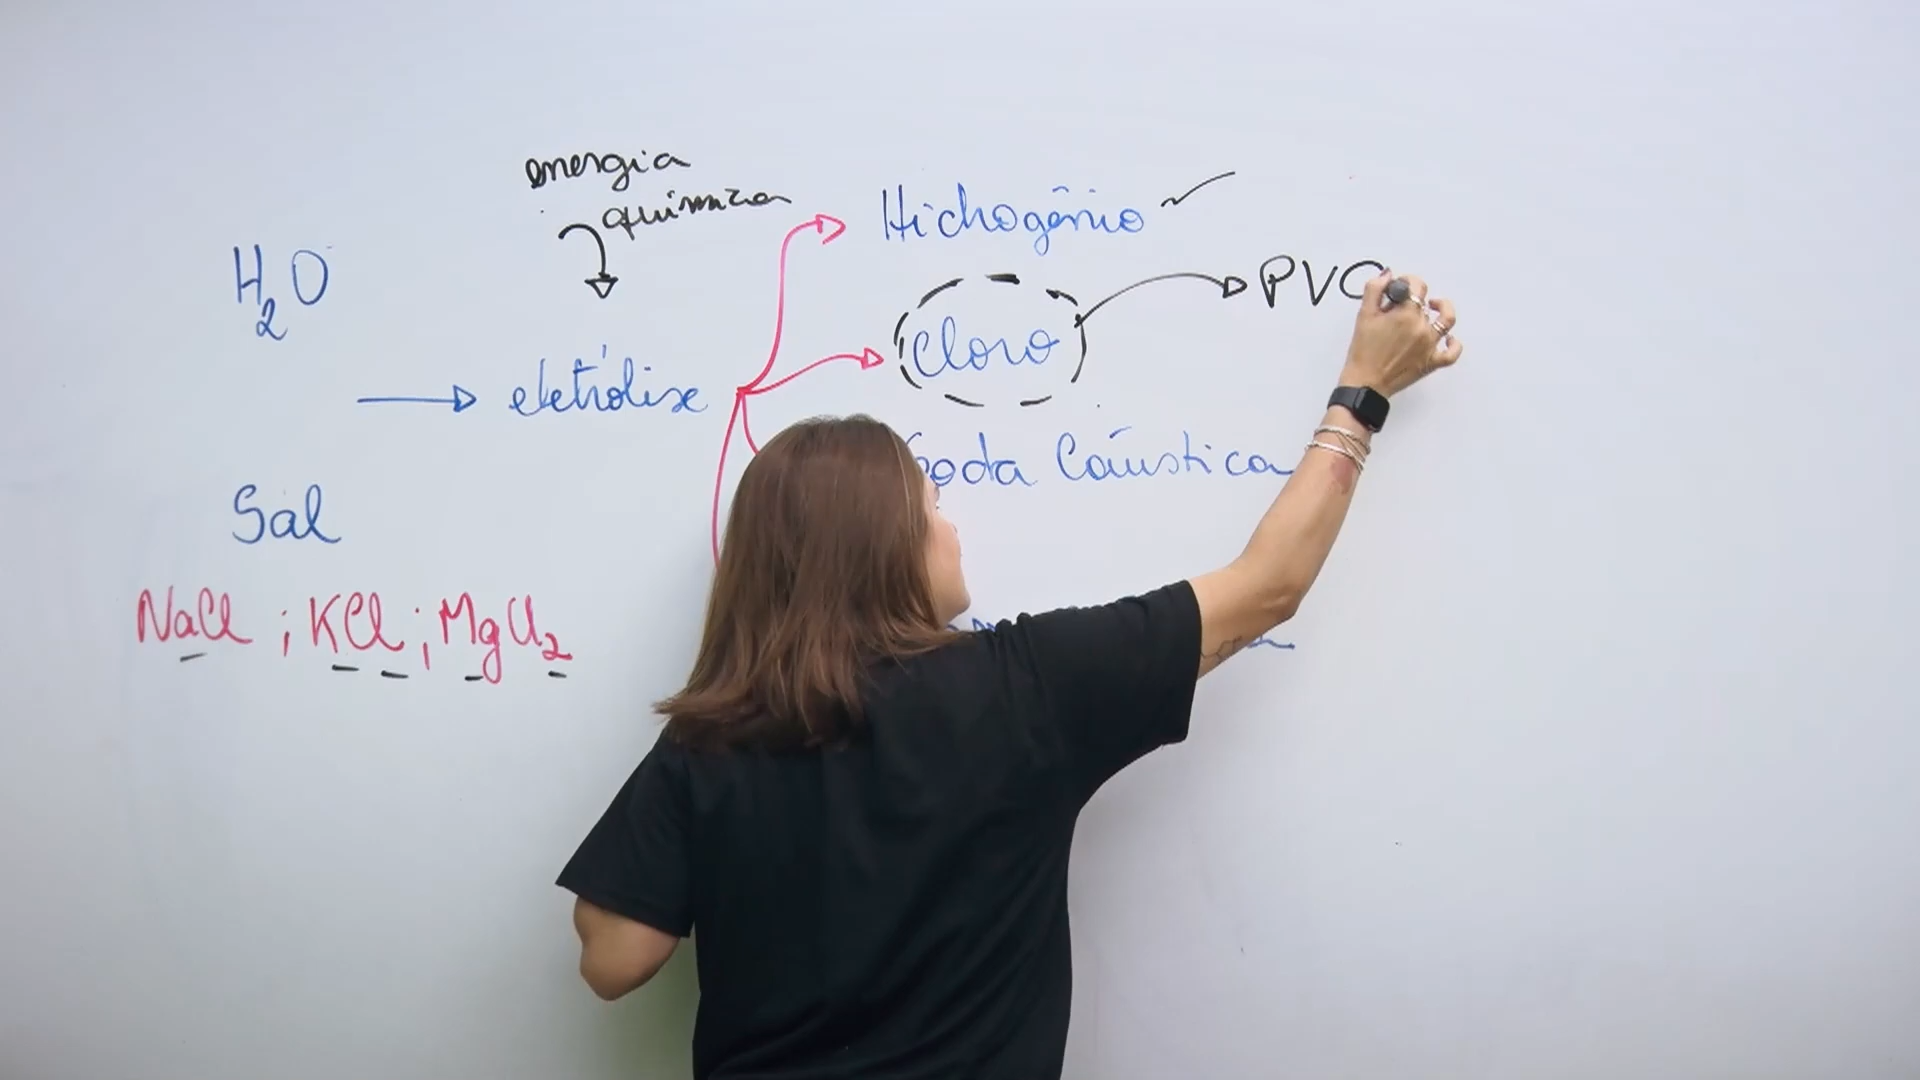 energia
química
Hidrogênio
H2O
PVC
Cloro
eletrólise
Soda Cáustica
Sal
NaCl ; KCl ; MgCl2